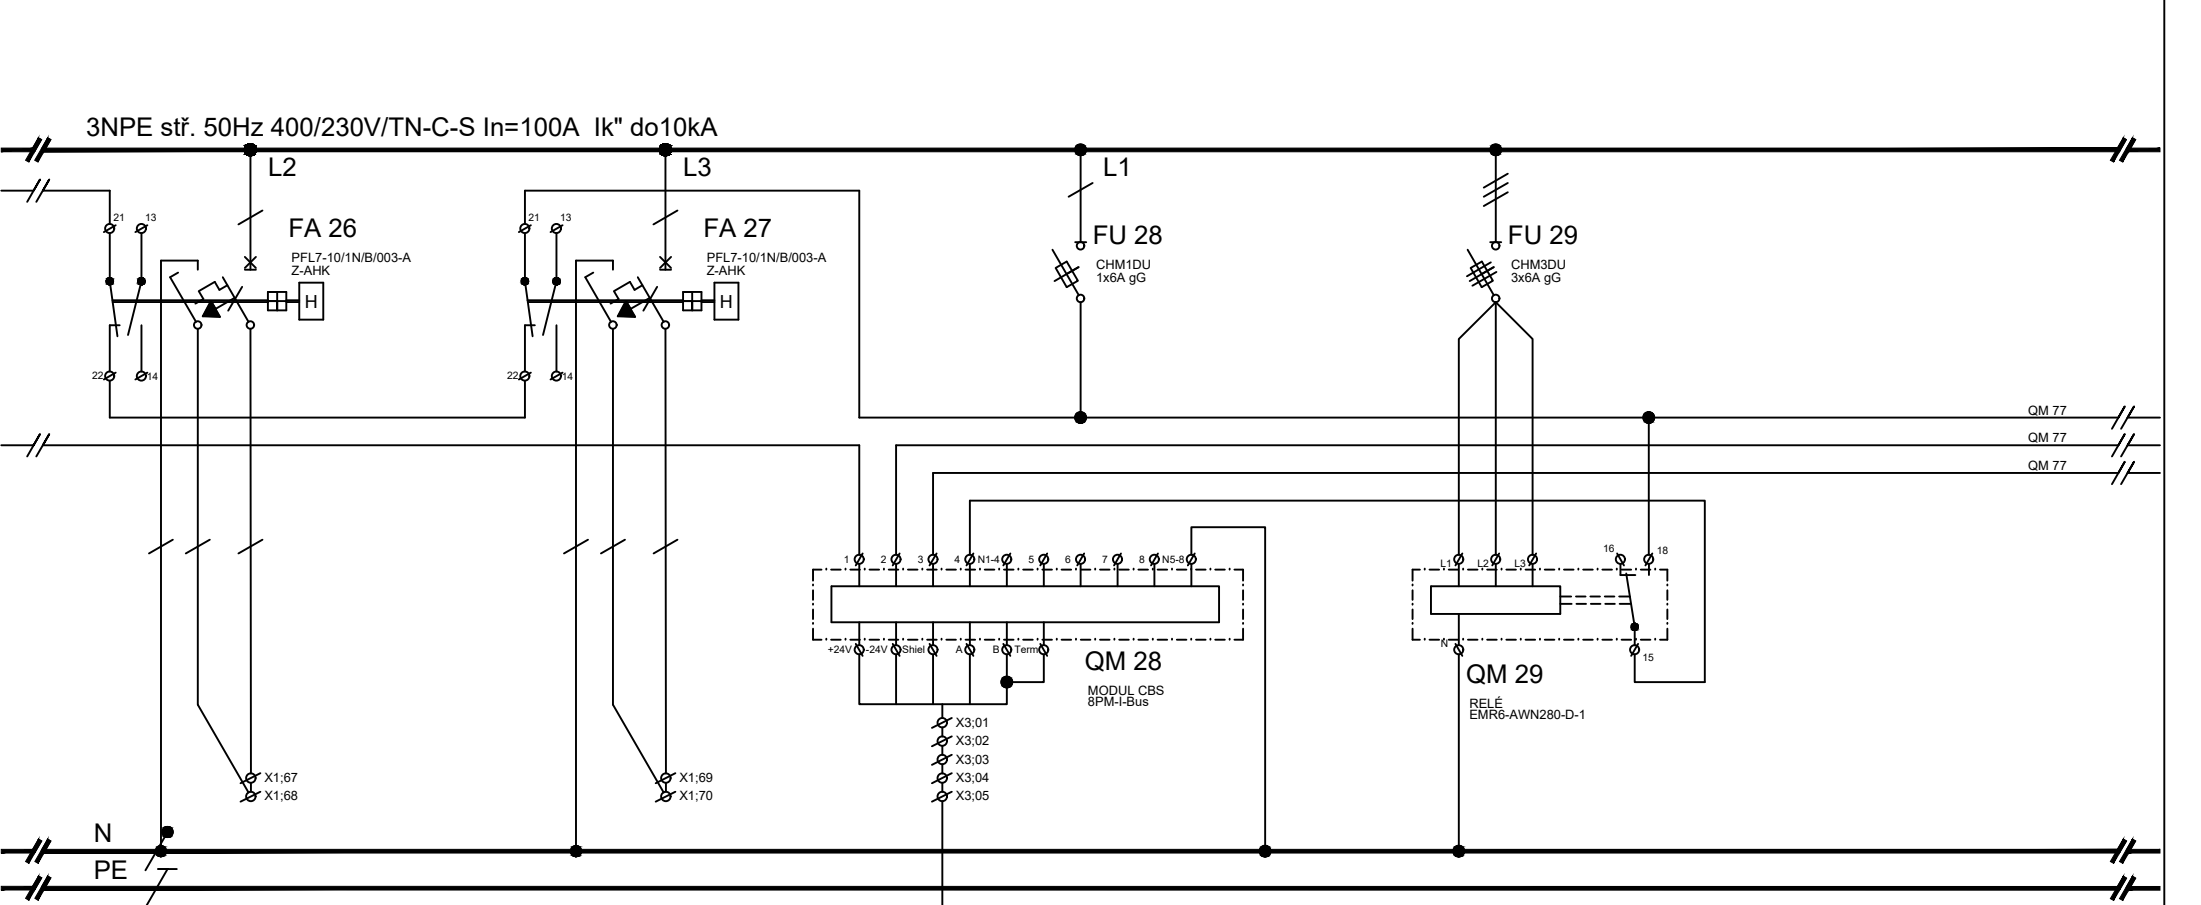 3NPE stř. 50Hz 400/230V/TN-C-S In=100A Ik" do10kA
L2
L3
L1
21
13
FA 26
PFL7-10/1N/B/003-A
Z-AHK
H
22
14
21
13
FA 27
PFL7-10/1N/B/003-A
Z-AHK
H
22
14
FU 28
CHM1DU
1x6A gG
FU 29
CHM3DU
3x6A gG
QM 77
QM 77
QM 77
1
2
3
4
N1-4
5
6
7
8
N5-8
+24V
-24V
Shiel
A
B
Term
QM 28
MODUL CBS
8PM-I-Bus
L1
L2
L3
16
18
N
15
QM 29
RELÉ
EMR6-AWN280-D-1
X1;67
X1;68
X1;69
X1;70
X3;01
X3;02
X3;03
X3;04
X3;05
N
PE